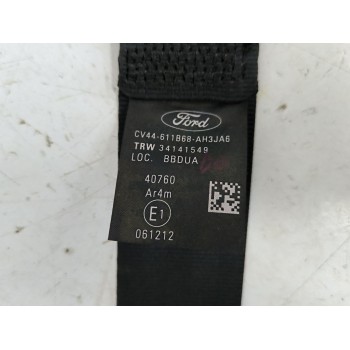 Ford
CV44-611B68-AH3JA6
TRW 34141549
LOC. BBDUA
40760
Ar4m
E1
061212